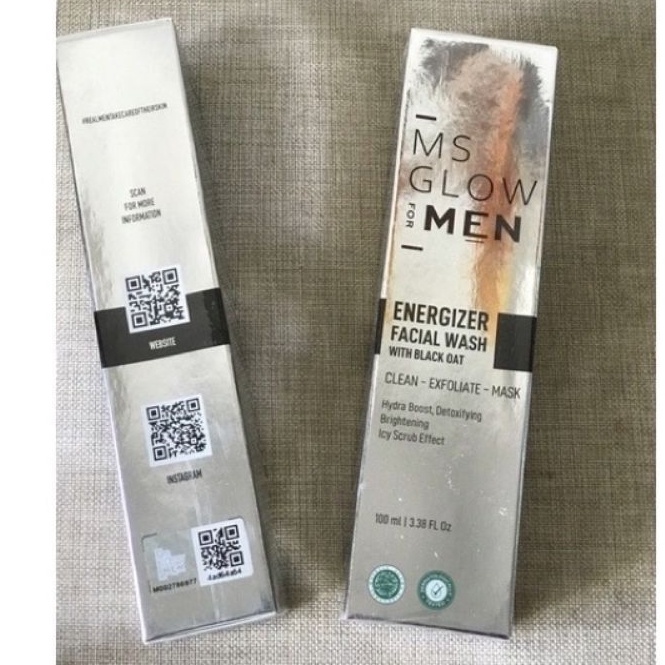 #REALMENTAKECAREOFTHEIRSKIN
SCAN
FOR MORE
INFORMATION
WEBSITE
INSTAGRAM
MS
GLOW
FOR MEN
ENERGIZER
FACIAL WASH
WITH BLACK OAT
CLEAN - EXFOLIATE - MASK
Hydra Boost, Detoxifying
Brightening
Icy Scrub Effect
100 ml | 3.38 FL Oz